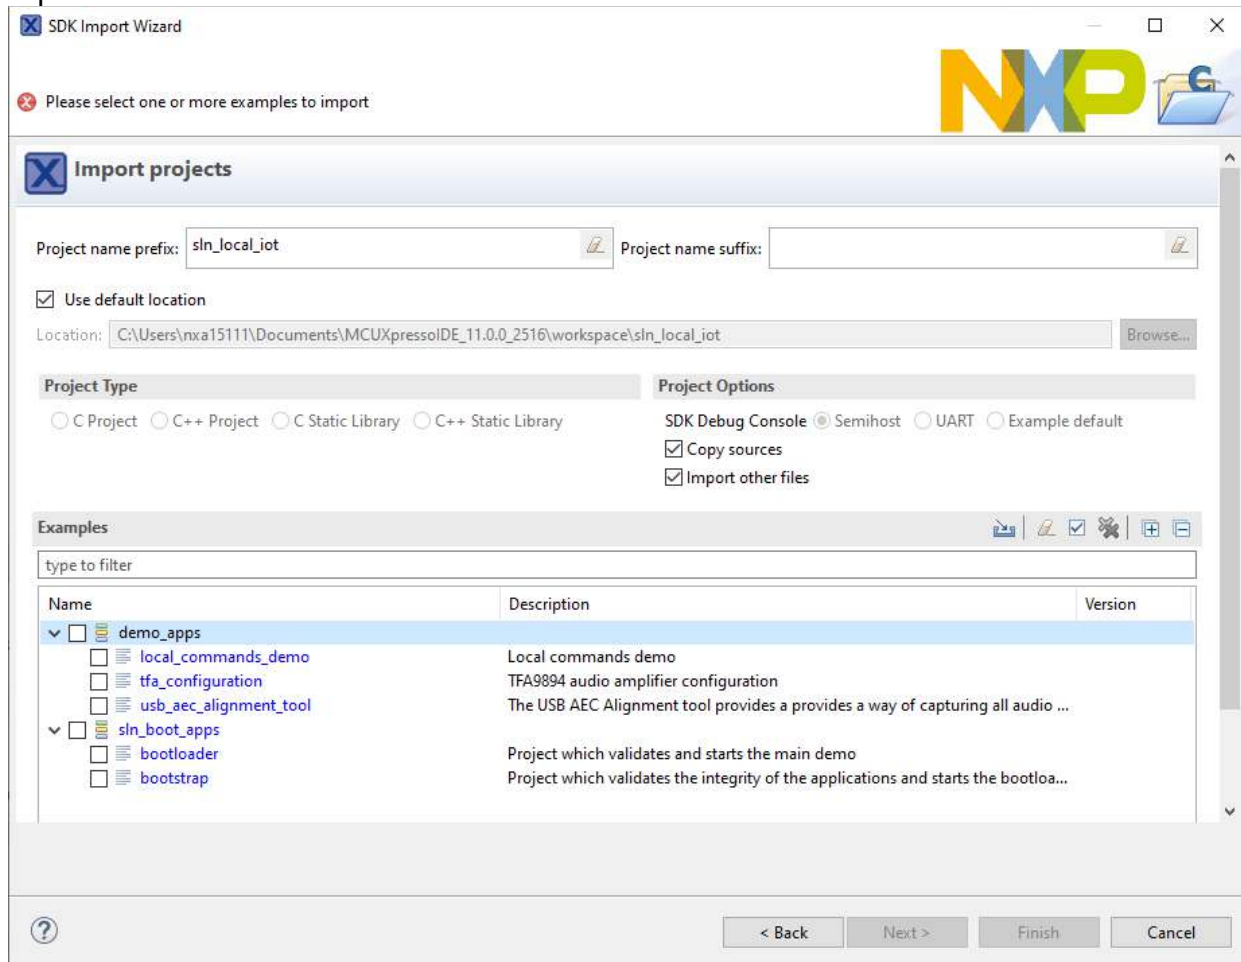 SDK Import Wizard
Please select one or more examples to import
NXP
Import projects
Project name prefix: sln_local_iot Project name suffix:
Use default location
Location: C:\Users\nxa15111\Documents\MCUXpressoIDE_11.0.0_2516\workspace\sln_local_iot Browse...
Project Type Project Options
C Project C++ Project C Static Library C++ Static Library SDK Debug Console Semihost UART Example default
Copy sources
Import other files
Examples
type to filter
Name Description Version
demo_apps
local_commands_demo Local commands demo
tfa_configuration TFA9894 audio amplifier configuration
usb_aec_alignment_tool The USB AEC Alignment tool provides a provides a way of capturing all audio ...
sln_boot_apps
bootloader Project which validates and starts the main demo
bootstrap Project which validates the integrity of the applications and starts the bootloa...
< Back Next > Finish Cancel